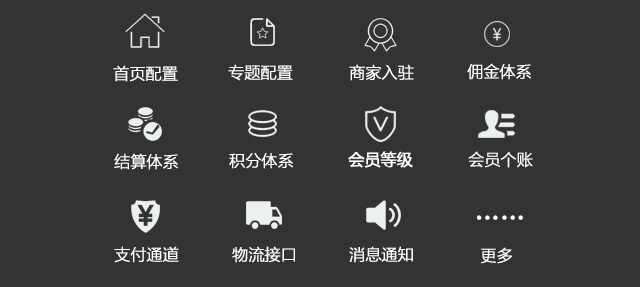 首页配置 专题配置 商家入驻 佣金体系
结算体系 积分体系 会员等级 会员个账
支付通道 物流接口 消息通知 更多